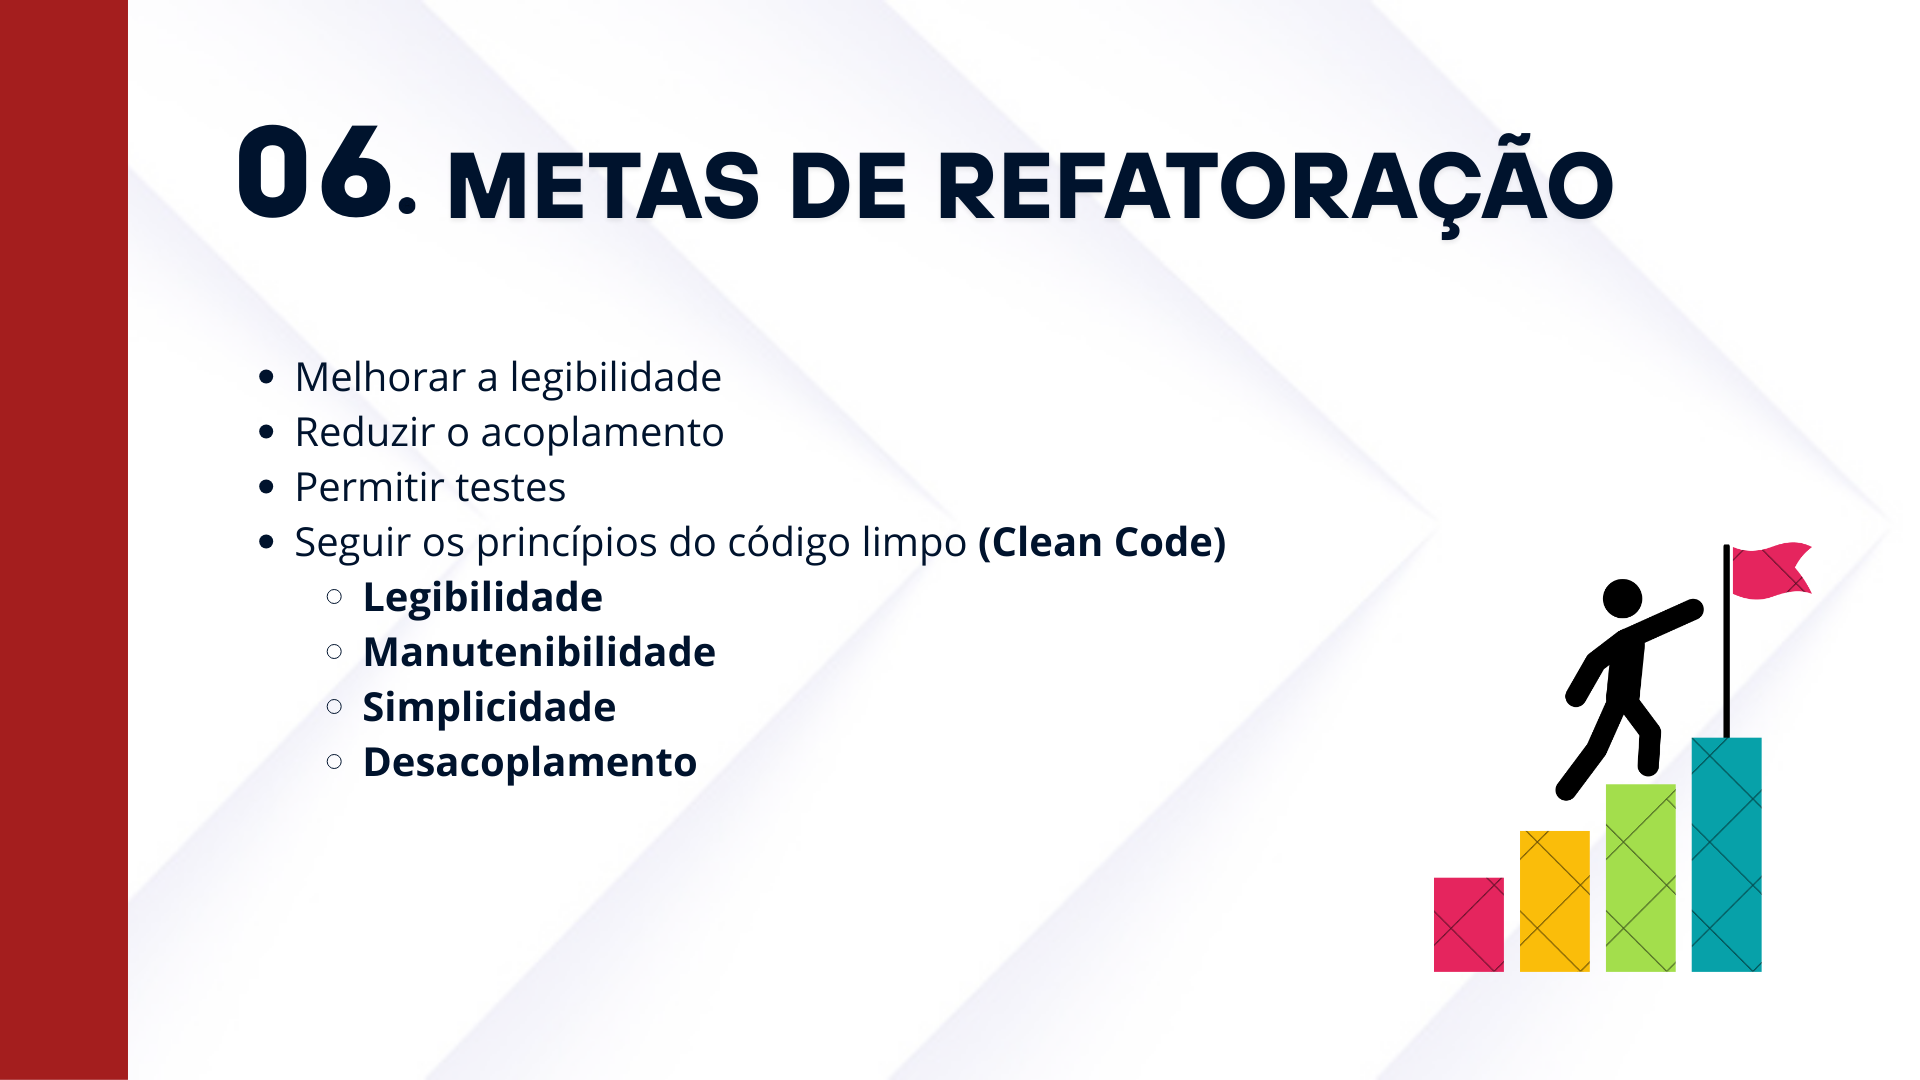 06. METAS DE REFATORAÇÃO
Melhorar a legibilidade
Reduzir o acoplamento
Permitir testes
Seguir os princípios do código limpo (Clean Code)
Legibilidade
Manutenibilidade
Simplicidade
Desacoplamento